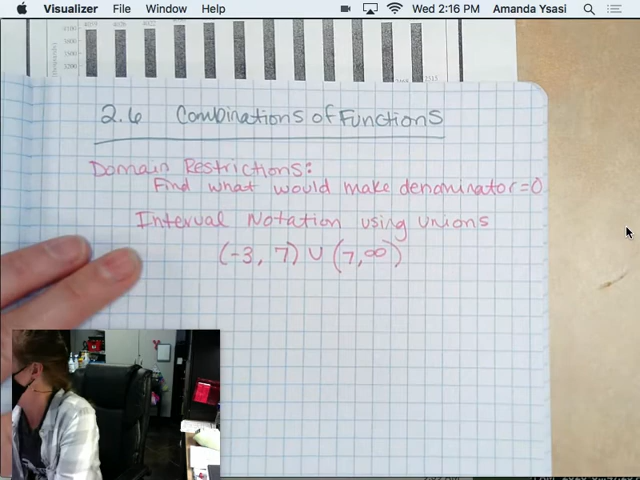 Visualizer File Window Help Wed 2:16 PM Amanda Ysasi
2.6 Combinations of Functions
Domain Restrictions:
Find what would make denominator=0
Interval Notation using unions
(-3, 7) ∪ (7,∞)